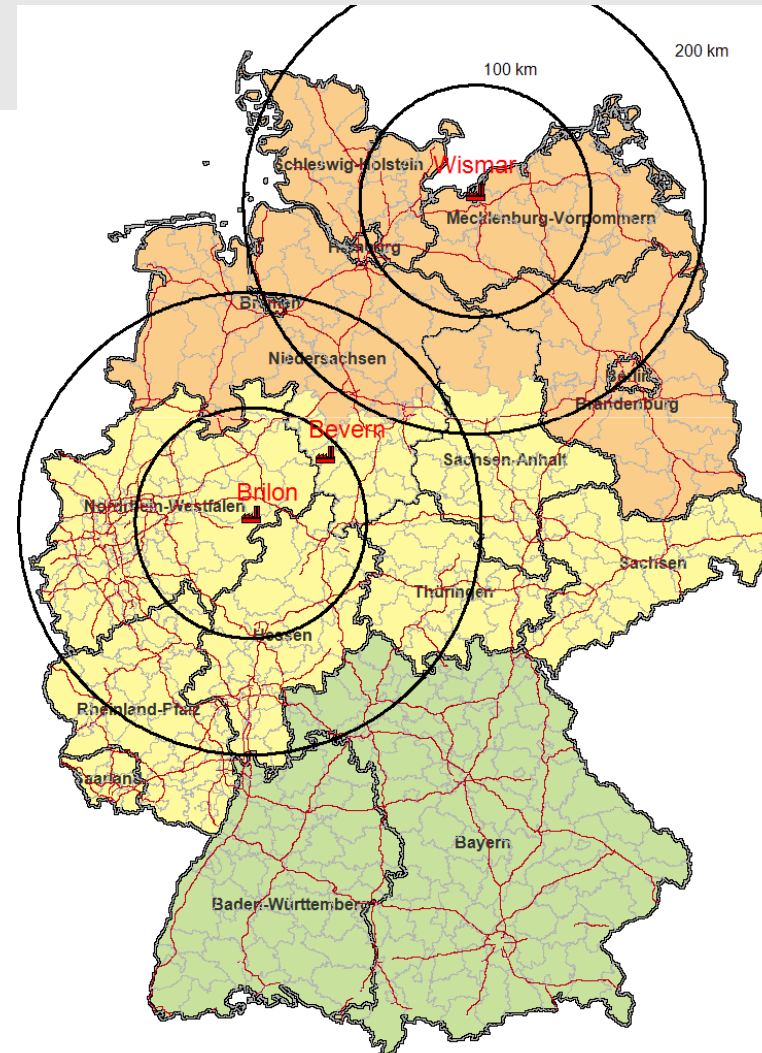 200 km
100 km
Schleswig-Holstein
Wismar
Mecklenburg-Vorpommern
Hamburg
Bremen
Niedersachsen
Berlin
Brandenburg
Bevern
Sachsen-Anhalt
Brilon
Nordrhein-Westfalen
Sachsen
Thüringen
Hessen
Rheinland-Pfalz
Saarland
Bayern
Baden-Württemberg